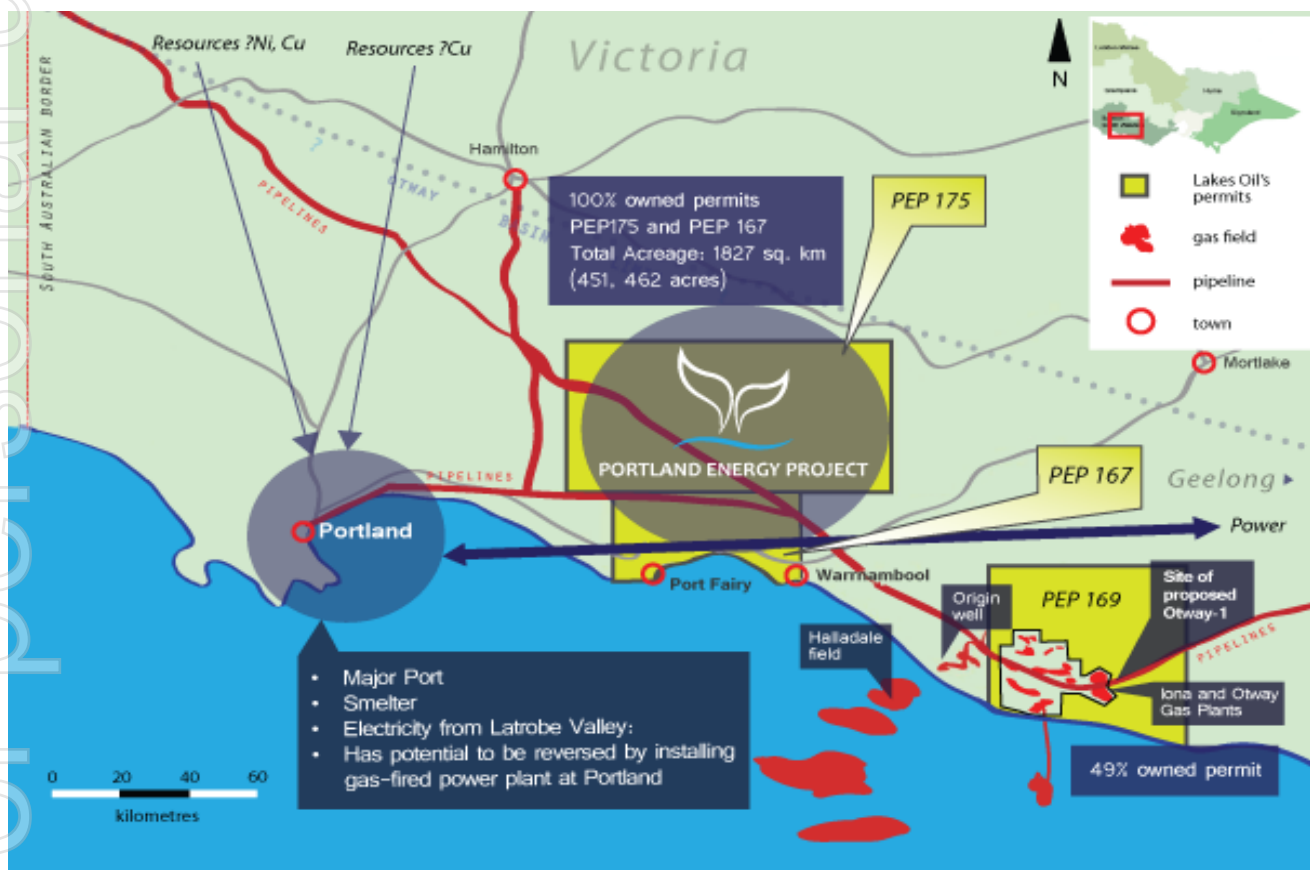 Resources ?Ni, Cu
Resources ?Cu
Victoria
N
SOUTH AUSTRALIAN BORDER
Hamilton
?
OTWAY
BASIN
PIPELINES
100% owned permits
PEP175 and PEP 167
Total Acreage: 1827 sq. km
(451, 462 acres)
PEP 175
Gippsland
Hume
Lakes Oil's
permits
gas field
pipeline
town
Mortlake
PORTLAND ENERGY PROJECT
PIPELINES
PEP 167
Geelong
Power
Portland
Port Fairy
Warrnambool
Origin
well
PEP 169
Site of
proposed
Otway-1
PIPELINES
Halladale
field
Iona and Otway
Gas Plants
49% owned permit
• Major Port
• Smelter
• Electricity from Latrobe Valley:
• Has potential to be reversed by installing
gas-fired power plant at Portland
0 20 40 60
kilometres